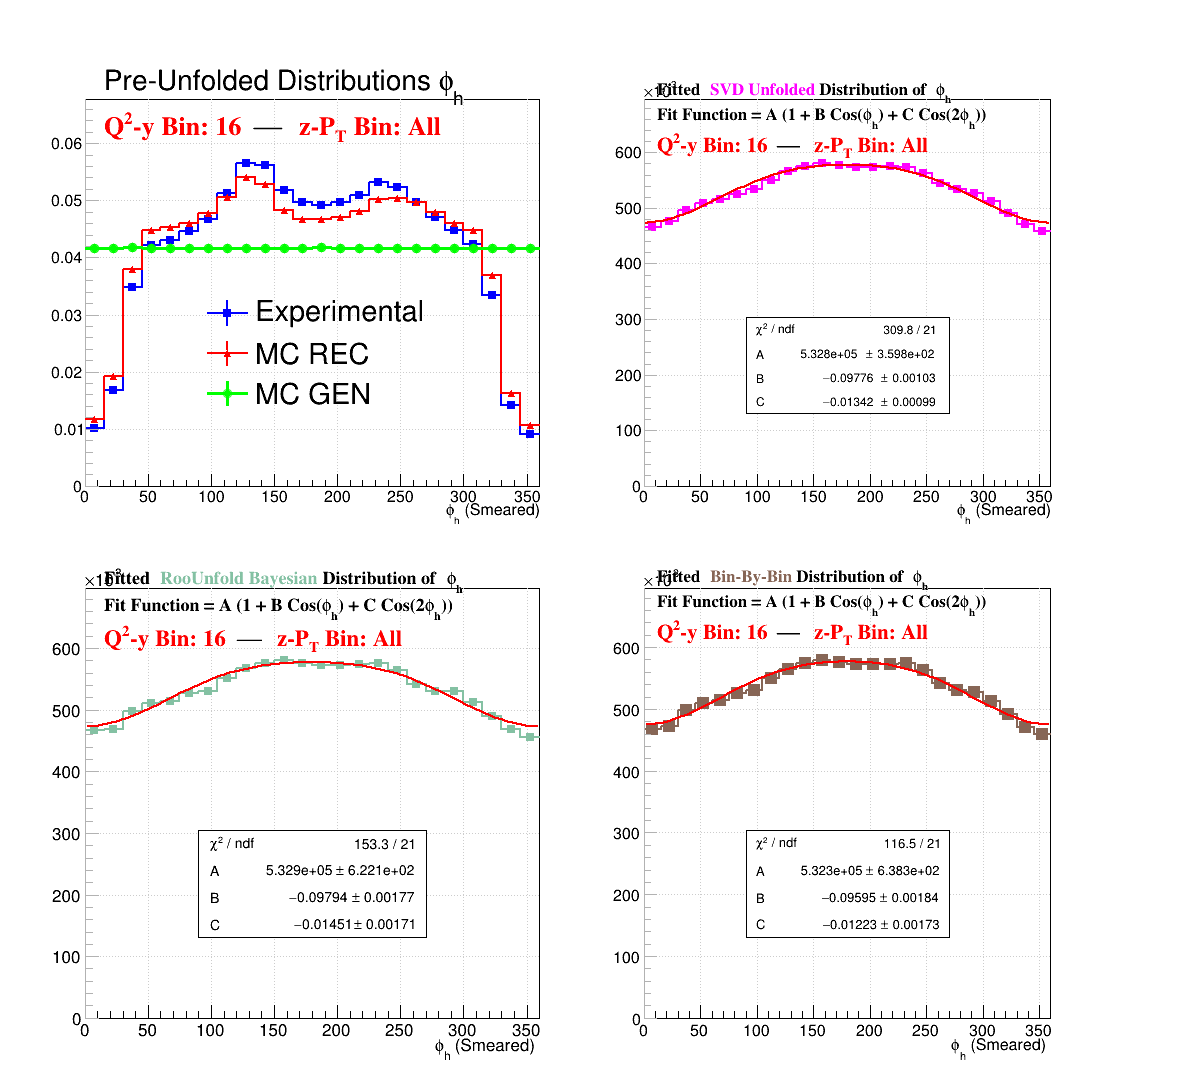 Pre-Unfolded Distributions ϕh
Q²-y Bin: 16 — z-PT Bin: All
0.06
0.05
0.04
0.03
0.02
0.01
0
Experimental
MC REC
MC GEN
0 50 100 150 200 250 300 350
ϕh (Smeared)
Fitted SVD Unfolded Distribution of ϕh
Fit Function = A (1 + B Cos(ϕh) + C Cos(2ϕh))
Q²-y Bin: 16 — z-PT Bin: All
600
500
400
300
200
100
0
χ² / ndf 309.8 / 21
A 5.328e+05 ± 3.598e+02
B −0.09776 ± 0.00103
C −0.01342 ± 0.00099
0 50 100 150 200 250 300 350
ϕh (Smeared)
Fitted RooUnfold Bayesian Distribution of ϕh
Fit Function = A (1 + B Cos(ϕh) + C Cos(2ϕh))
Q²-y Bin: 16 — z-PT Bin: All
600
500
400
300
200
100
0
χ² / ndf 153.3 / 21
A 5.329e+05 ± 6.221e+02
B −0.09794 ± 0.00177
C −0.01451 ± 0.00171
0 50 100 150 200 250 300 350
ϕh (Smeared)
Fitted Bin-By-Bin Distribution of ϕh
Fit Function = A (1 + B Cos(ϕh) + C Cos(2ϕh))
Q²-y Bin: 16 — z-PT Bin: All
600
500
400
300
200
100
0
χ² / ndf 116.5 / 21
A 5.323e+05 ± 6.383e+02
B −0.09595 ± 0.00184
C −0.01223 ± 0.00173
0 50 100 150 200 250 300 350
ϕh (Smeared)